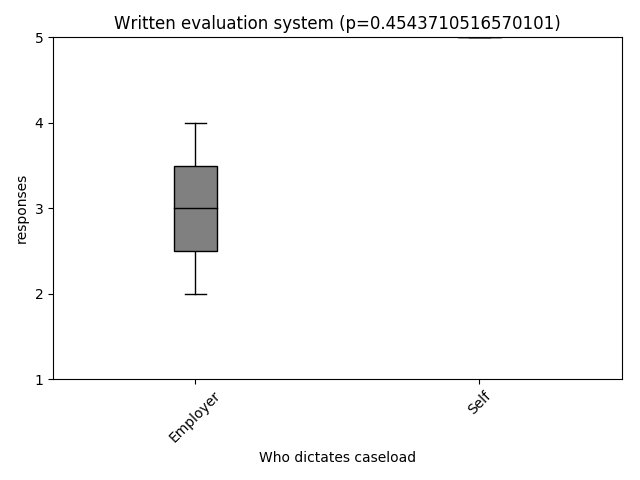 Written evaluation system (p=0.4543710516570101)
5
4
3
2
1
responses
Employer
Self
Who dictates caseload